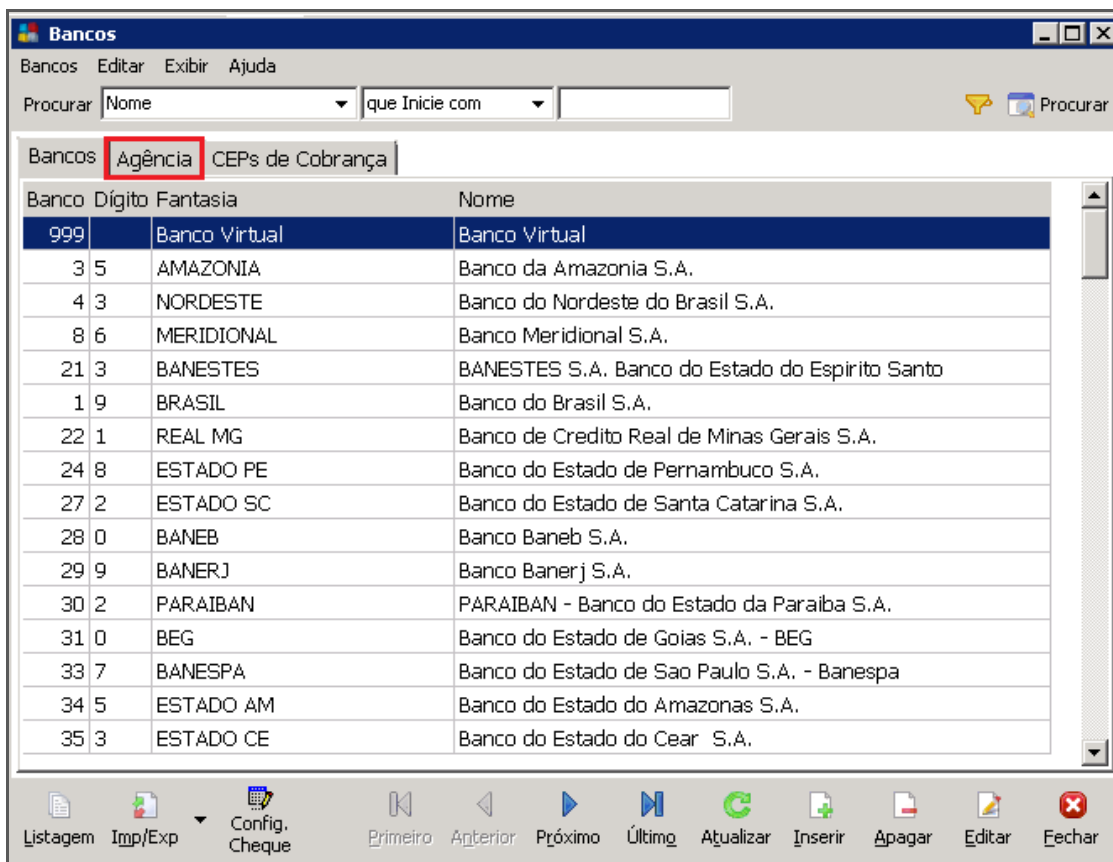 Bancos
Bancos Editar Exibir Ajuda
Procurar Nome que Inicie com Procurar
Bancos Agência CEPs de Cobrança
Banco Dígito Fantasia Nome
999 Banco Virtual Banco Virtual
3 5 AMAZONIA Banco da Amazonia S.A.
4 3 NORDESTE Banco do Nordeste do Brasil S.A.
8 6 MERIDIONAL Banco Meridional S.A.
21 3 BANESTES BANESTES S.A. Banco do Estado do Espirito Santo
1 9 BRASIL Banco do Brasil S.A.
22 1 REAL MG Banco de Credito Real de Minas Gerais S.A.
24 8 ESTADO PE Banco do Estado de Pernambuco S.A.
27 2 ESTADO SC Banco do Estado de Santa Catarina S.A.
28 0 BANEB Banco Baneb S.A.
29 9 BANERJ Banco Banerj S.A.
30 2 PARAIBAN PARAIBAN - Banco do Estado da Paraiba S.A.
31 0 BEG Banco do Estado de Goias S.A. - BEG
33 7 BANESPA Banco do Estado de Sao Paulo S.A. - Banespa
34 5 ESTADO AM Banco do Estado do Amazonas S.A.
35 3 ESTADO CE Banco do Estado do Cear S.A.
Listagem Imp/Exp Config. Cheque Primeiro Anterior Próximo Último Atualizar Inserir Apagar Editar Fechar